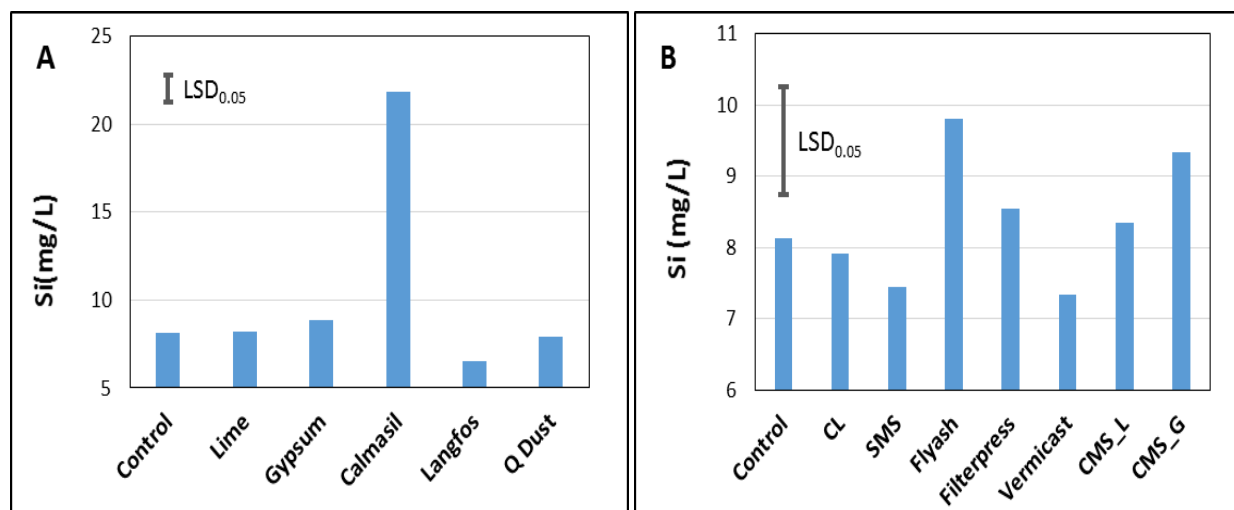 A
LSD0.05
Si(mg/L)
25
20
15
10
5
Control
Lime
Gypsum
Calmasil
Langfos
Q Dust
B
LSD0.05
Si (mg/L)
11
10
9
8
7
6
Control
CL
SMS
Flyash
Filterpress
Vermicast
CMS_L
CMS_G